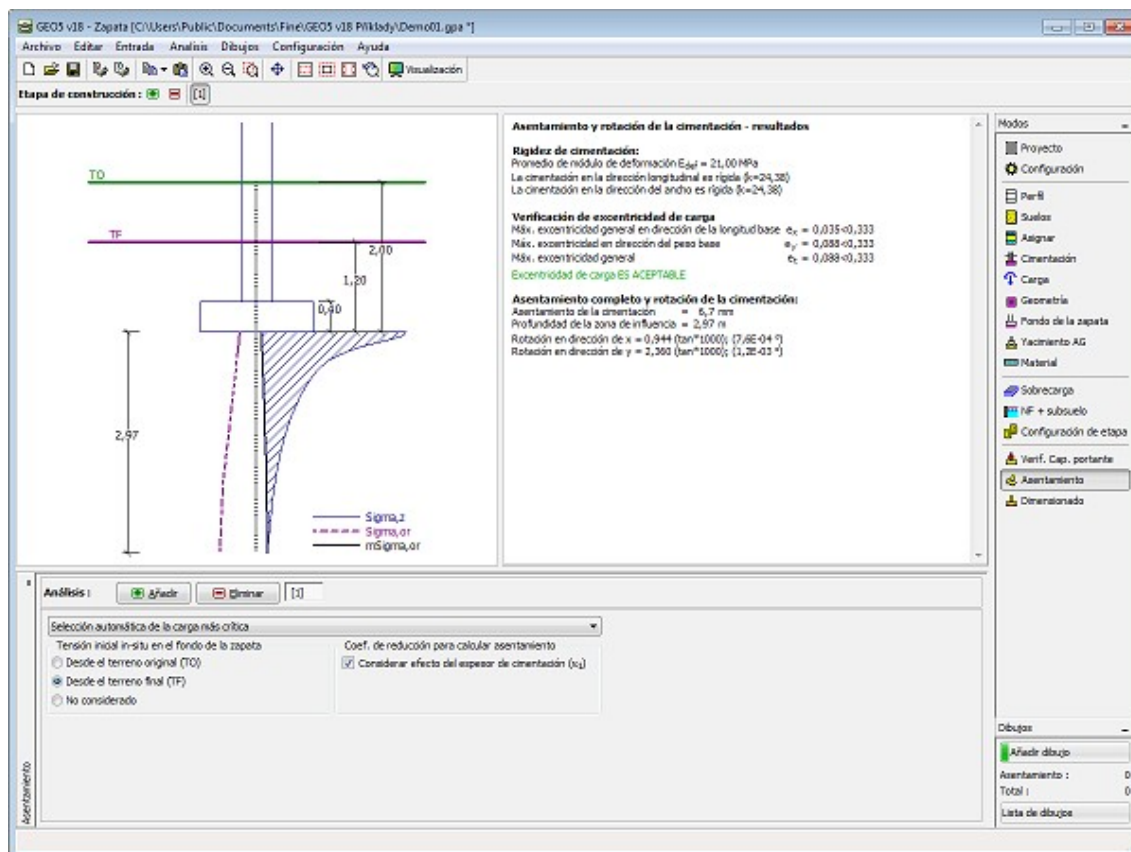 GEO5 v18 - Zapata [C:\Users\Public\Documents\Fine\GEO5 v18 Příklady\Demo01.gpa *]
Archivo Editar Entrada Analisis Dibujos Configuración Ayuda
Visualización
Etapa de construcción : [1]
TO
TF
2,00
1,20
0,40
2,97
Sigma,z
Sigma,or
mSigma,or
Asentamiento y rotación de la cimentación - resultados
Rigidez de cimentación:
Promedio de módulo de deformación Edef = 21,00 MPa
La cimentación en la dirección longitudinal es rígida (k=24,38)
La cimentación en la dirección del ancho es rígida (k=24,38)
Verificación de excentricidad de carga
Máx. excentricidad general en dirección de la longitud base ex = 0,035<0,333
Máx. excentricidad en dirección del peso base ey = 0,088<0,333
Máx. excentricidad general et = 0,088<0,333
Excentricidad de carga ES ACEPTABLE
Asentamiento completo y rotación de la cimentación:
Asentamiento de la cimentación = 6,7 mm
Profundidad de la zona de influencia = 2,97 m
Rotación en dirección de x = 0,944 (tan*1000); (7,6E-04 °)
Rotación en dirección de y = 2,360 (tan*1000); (1,2E-03 °)
Modos
Proyecto
Configuración
Perfil
Suelos
Asignar
Cimentación
Carga
Geometría
Fondo de la zapata
Yacimiento AG
Material
Sobrecarga
NF + subsuelo
Configuración de etapa
Verif. Cap. portante
Asentamiento
Dimensionado
Análisis : Añadir Eliminar [1]
Selección automática de la carga más crítica
Tensión inicial in-situ en el fondo de la zapata
Desde el terreno original (TO)
Desde el terreno final (TF)
No considerado
Coef. de reducción para calcular asentamiento
Considerar efecto del espesor de cimentación (κ1)
Asentamiento
Dibujos
Añadir dibujo
Asentamiento : 0
Total : 0
Lista de dibujos